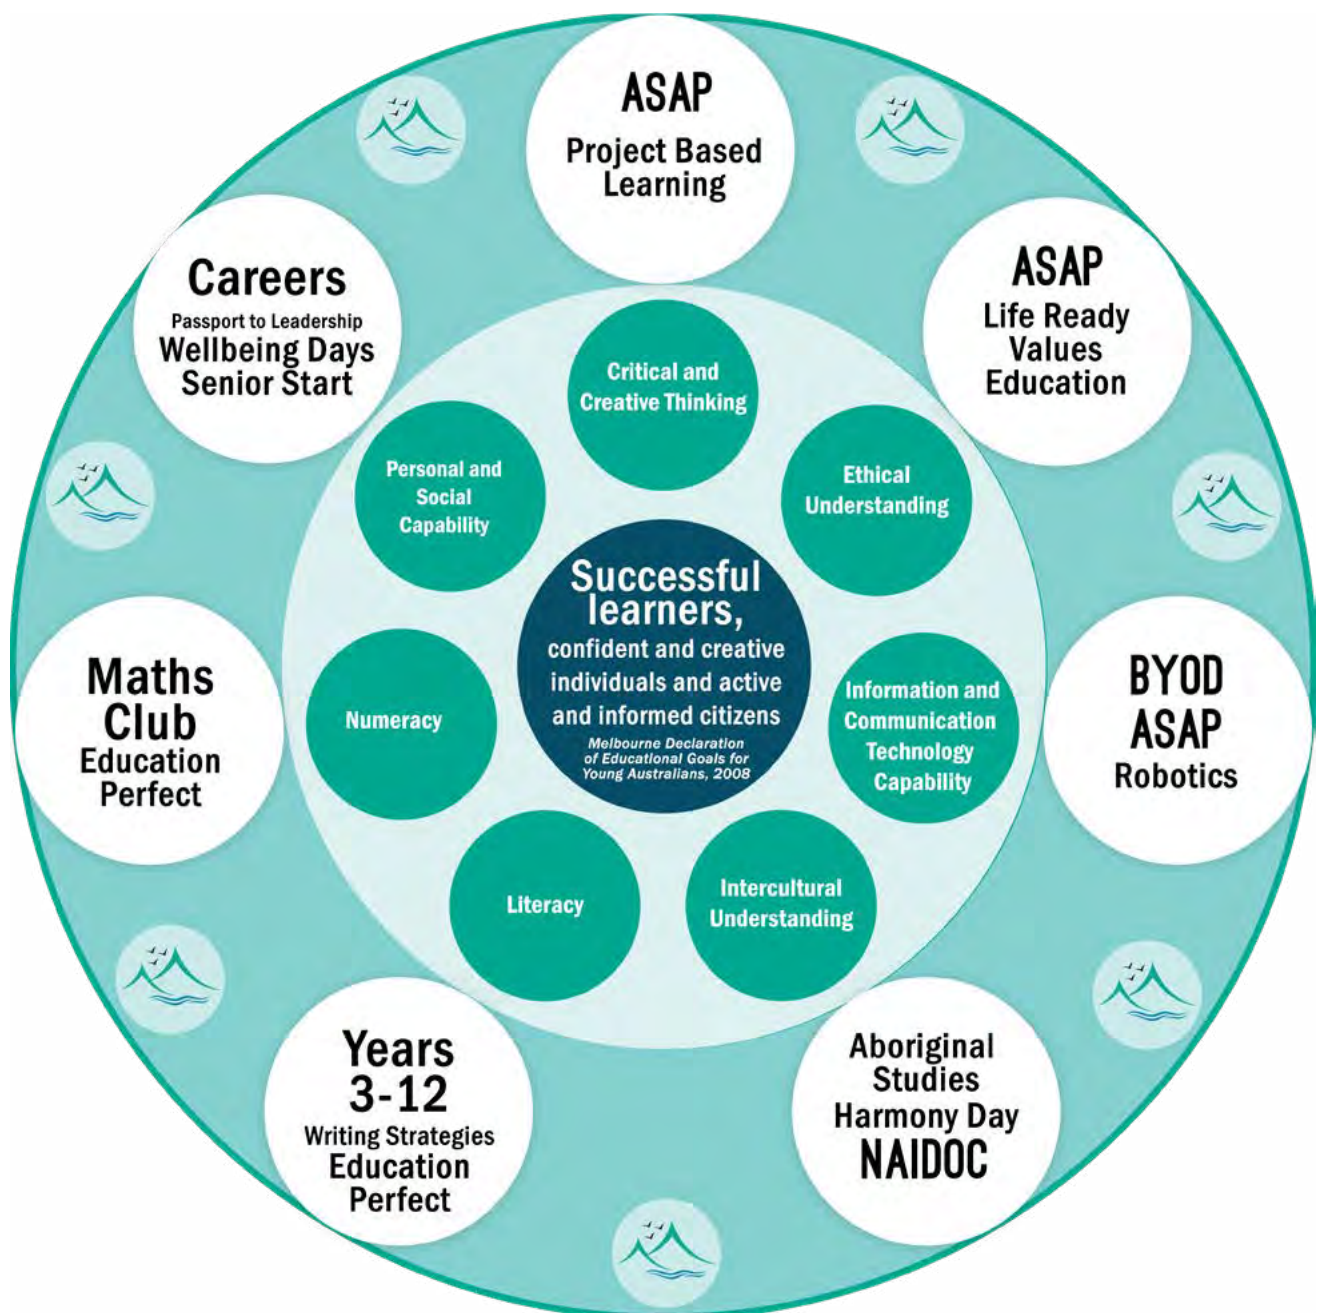 ASAP
Project Based
Learning
Careers
Passport to Leadership
Wellbeing Days
Senior Start
ASAP
Life Ready
Values
Education
Critical and
Creative Thinking
Personal and
Social
Capability
Ethical
Understanding
Successful
learners,
confident and creative
individuals and active
and informed citizens
Melbourne Declaration
of Educational Goals for
Young Australians, 2008
Maths
Club
Education
Perfect
Numeracy
Information and
Communication
Technology
Capability
BYOD
ASAP
Robotics
Literacy
Intercultural
Understanding
Years
3-12
Writing Strategies
Education
Perfect
Aboriginal
Studies
Harmony Day
NAIDOC